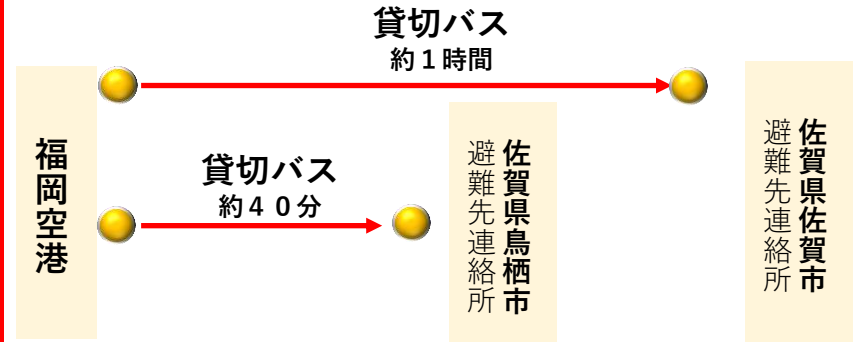 貸切バス
約１時間
福岡空港
貸切バス
約４０分
佐賀県鳥栖市
避難先連絡所
佐賀県佐賀市
避難先連絡所